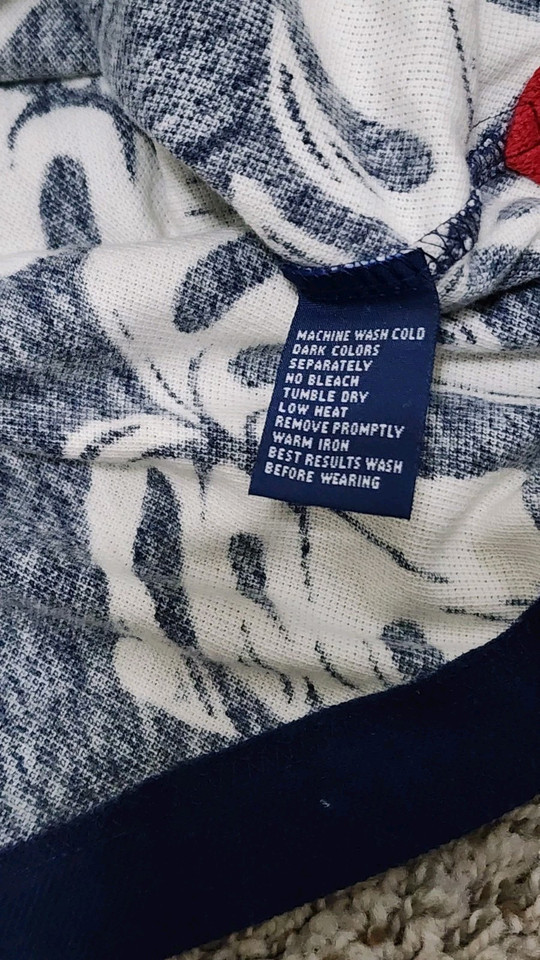 MACHINE WASH COLD
DARK COLORS
SEPARATELY
NO BLEACH
TUMBLE DRY
LOW HEAT
REMOVE PROMPTLY
WARM IRON
BEST RESULTS WASH
BEFORE WEARING